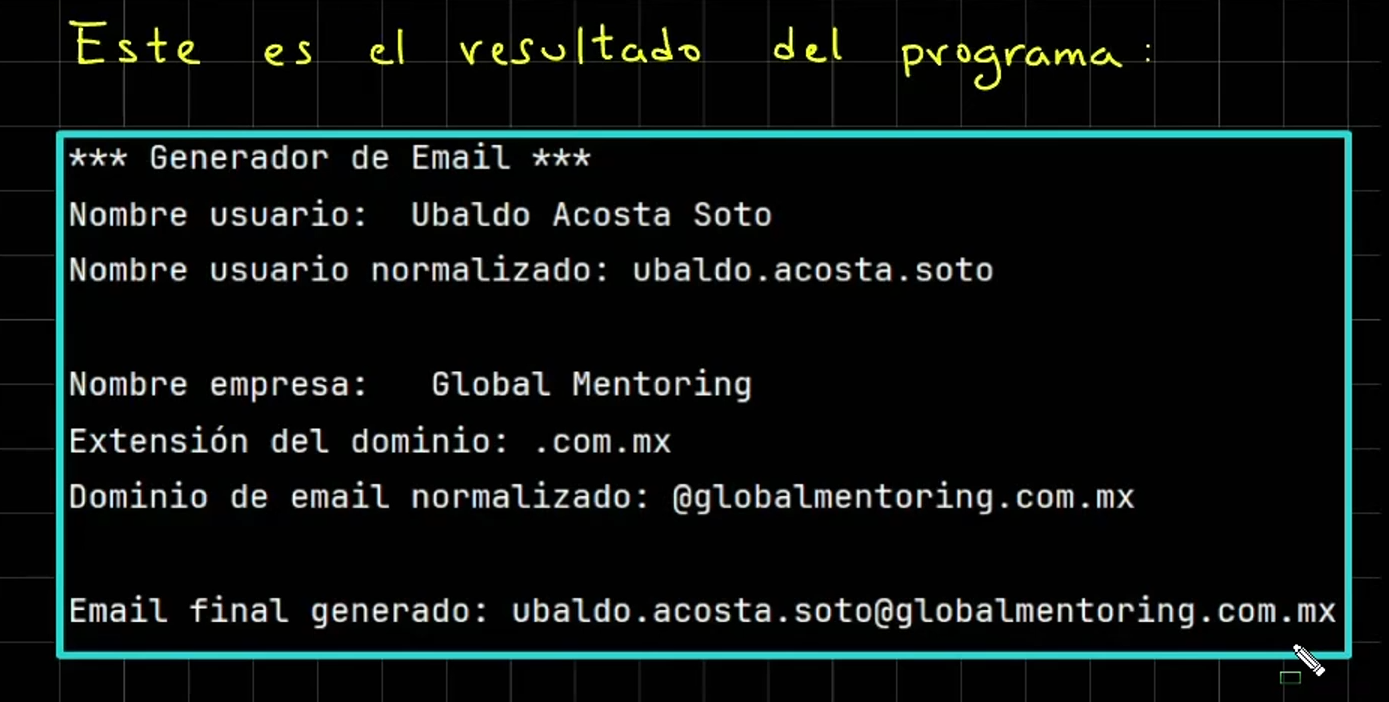 Este es el resultado del programa:
*** Generador de Email ***
Nombre usuario:  Ubaldo Acosta Soto
Nombre usuario normalizado: ubaldo.acosta.soto
Nombre empresa:   Global Mentoring
Extensión del dominio: .com.mx
Dominio de email normalizado: @globalmentoring.com.mx
Email final generado: ubaldo.acosta.soto@globalmentoring.com.mx